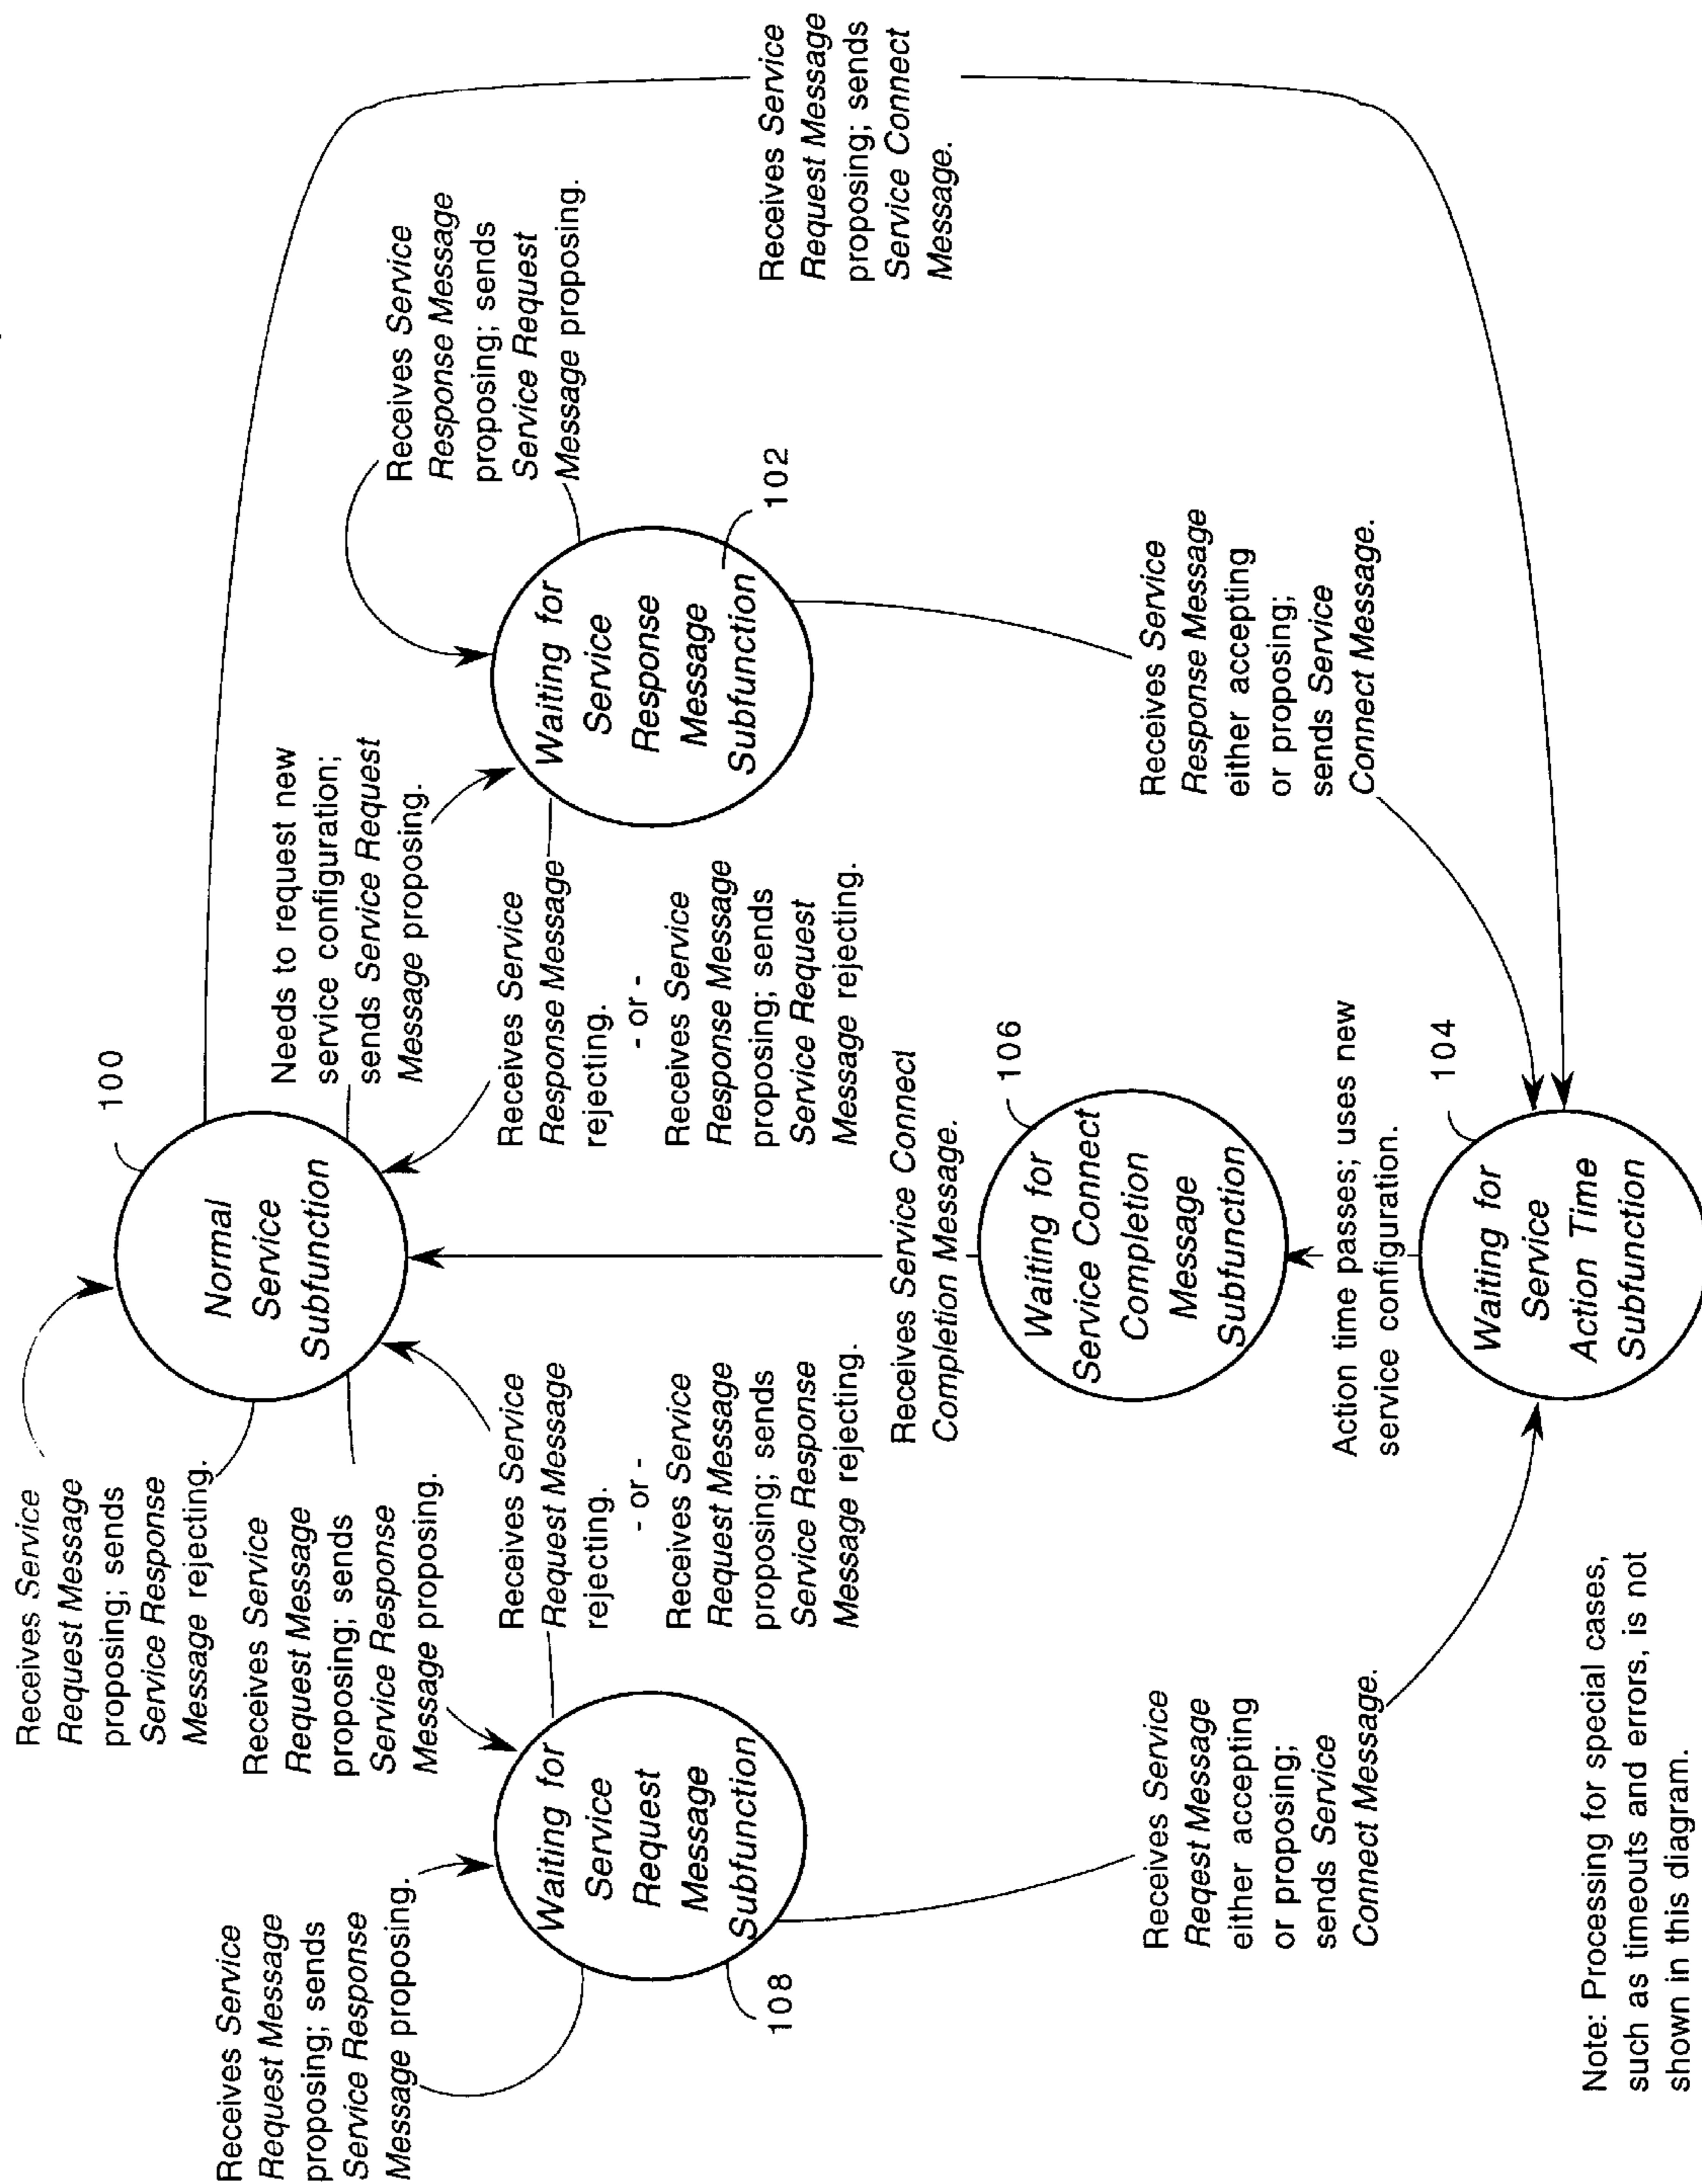 Receives Service
Request Message
proposing; sends
Service Response
Message rejecting.
100
Normal
Service
Subfunction
Receives Service
Request Message
proposing; sends
Service Response
Message proposing.
Needs to request new
service configuration;
sends Service Request
Message proposing.
Receives Service
Response Message
proposing; sends
Service Request
Message proposing.
Receives Service
Request Message
proposing; sends
Service Response
Message proposing.
Waiting for
Service
Request
Message
Subfunction
108
Receives Service
Request Message
rejecting.
- or -
Receives Service
Request Message
proposing; sends
Service Response
Message rejecting.
Receives Service
Response Message
rejecting.
- or -
Receives Service
Response Message
proposing; sends
Service Request
Message rejecting.
Waiting for
Service
Response
Message
Subfunction
102
Receives Service
Request Message
proposing; sends
Service Connect
Message.
Receives Service Connect
Completion Message.
106
Waiting for
Service Connect
Completion
Message
Subfunction
Receives Service
Reqest Message
either accepting
or proposing;
sends Service
Connect Message.
Receives Service
Response Message
either accepting
or proposing;
sends Service
Connect Message.
Action time passes; uses new
service configuration.
104
Waiting for
Service
Action Time
Subfunction
Note: Processing for special cases,
such as timeouts and errors, is not
shown in this diagram.